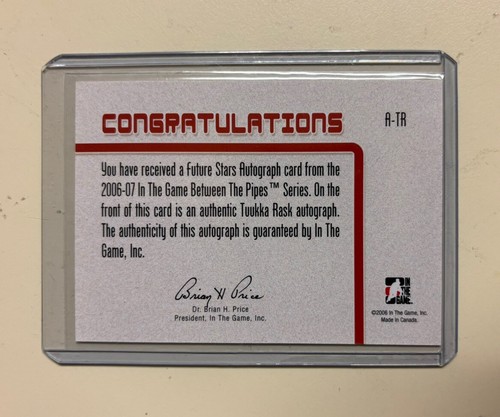 CONGRATULATIONS
A-TR
You have received a Future Stars Autograph card from the
2006-07 In The Game Between The Pipes™ Series. On the
front of this card is an authentic Tuukka Rask autograph.
The authenticity of this autograph is guaranteed by In The
Game, Inc.
Brian H Price
Dr. Brian H. Price
President, In The Game, Inc.
IN
THE
GAME
©2006 In The Game, Inc.
Made in Canada.